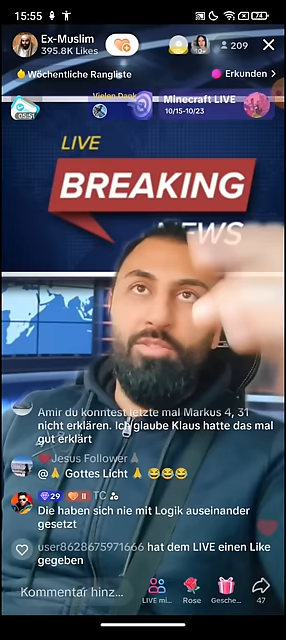 15:55
74
Ex-Muslim
395.8K Likes
10+
209
Wöchentliche Rangliste
Erkunden >
Vielen Dank
05:51
Minecraft LIVE
10/15-10/23
LIVE
BREAKING
NEWS
Amir du konntest letzte mal Markus 4, 31
nicht erklären. Ich glaube Klaus hatte das mal
gut erklärt
Jesus Follower
@🙏 Gottes Licht 🙏 😂😂😂
29 II TC
Die haben sich nie mit Logik auseinander
gesetzt
user8628675971666 hat dem LIVE einen Like
gegeben
Kommentar hinz...
LIVE mi...
Rose
Gesche...
47